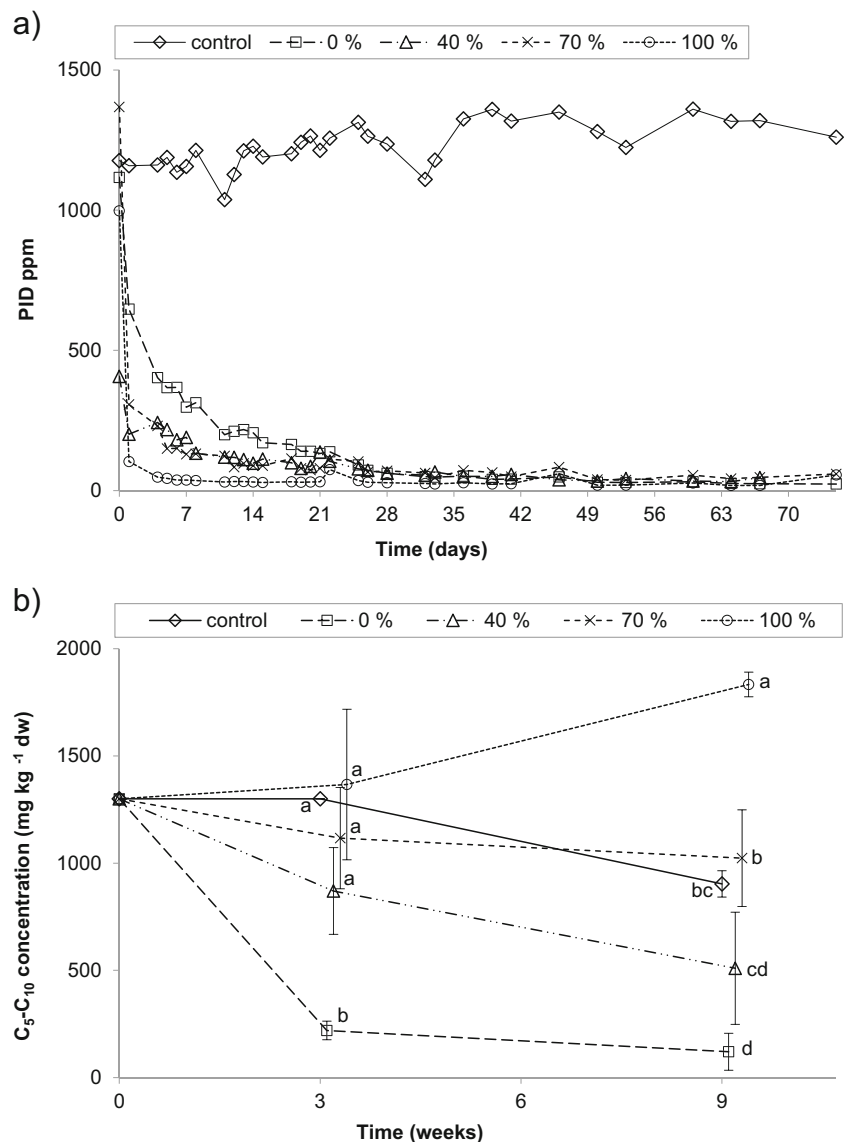 a)
control 0 % 40 % 70 % 100 %
1500
1000
500
0
PID ppm
0 7 14 21 28 35 42 49 56 63 70
Time (days)
b)
control 0 % 40 % 70 % 100 %
2000
1500
1000
500
0
C₅-C₁₀ concentration (mg kg ⁻¹ dw)
a
a
a
a
b
a
b
bc
cd
d
0 3 6 9
Time (weeks)